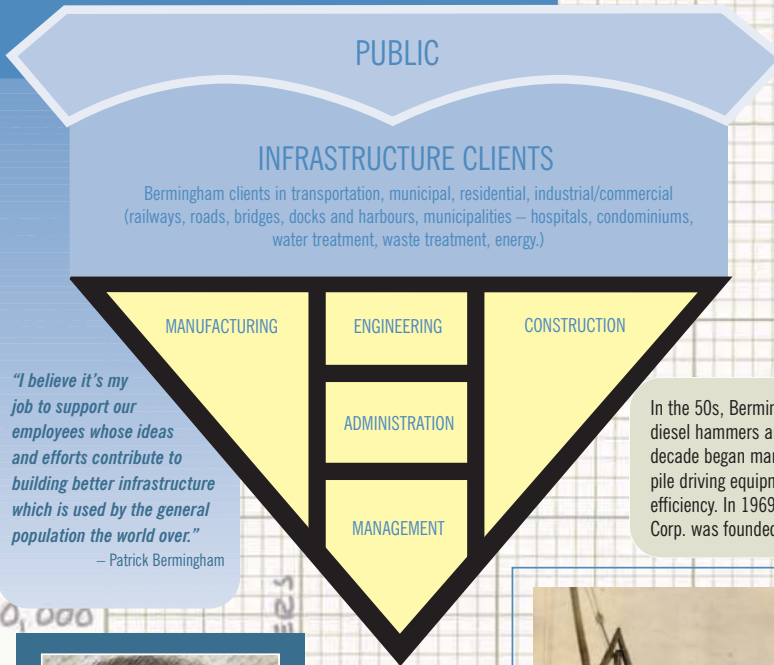 PUBLIC
INFRASTRUCTURE CLIENTS
Bermingham clients in transportation, municipal, residential, industrial/commercial
(railways, roads, bridges, docks and harbours, municipalities – hospitals, condominiums,
water treatment, waste treatment, energy.)
MANUFACTURING
ENGINEERING
CONSTRUCTION
ADMINISTRATION
MANAGEMENT
"I believe it's my
job to support our
employees whose ideas
and efforts contribute to
building better infrastructure
which is used by the general
population the world over."
– Patrick Bermingham
In the 50s,
diesel hammers
decade began
pile driving
efficiency. In 1969
Corp. was founded